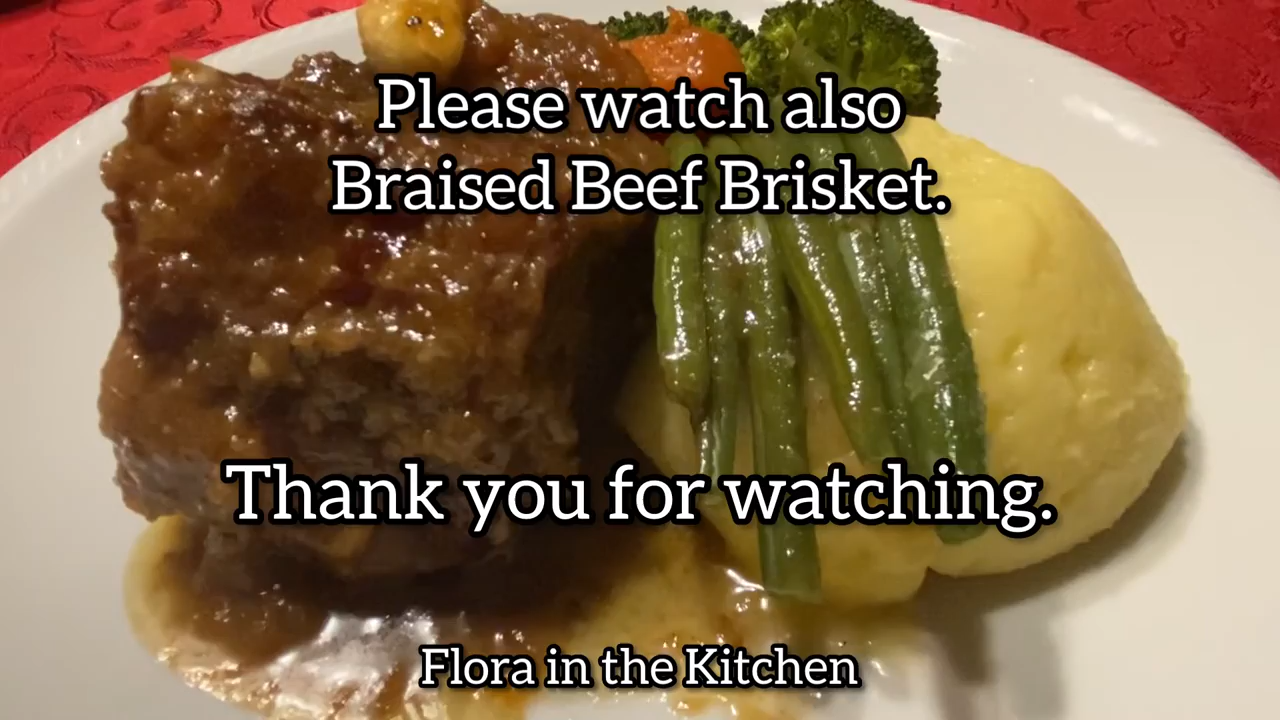 Please watch also
Braised Beef Brisket.
Thank you for watching.
Flora in the Kitchen